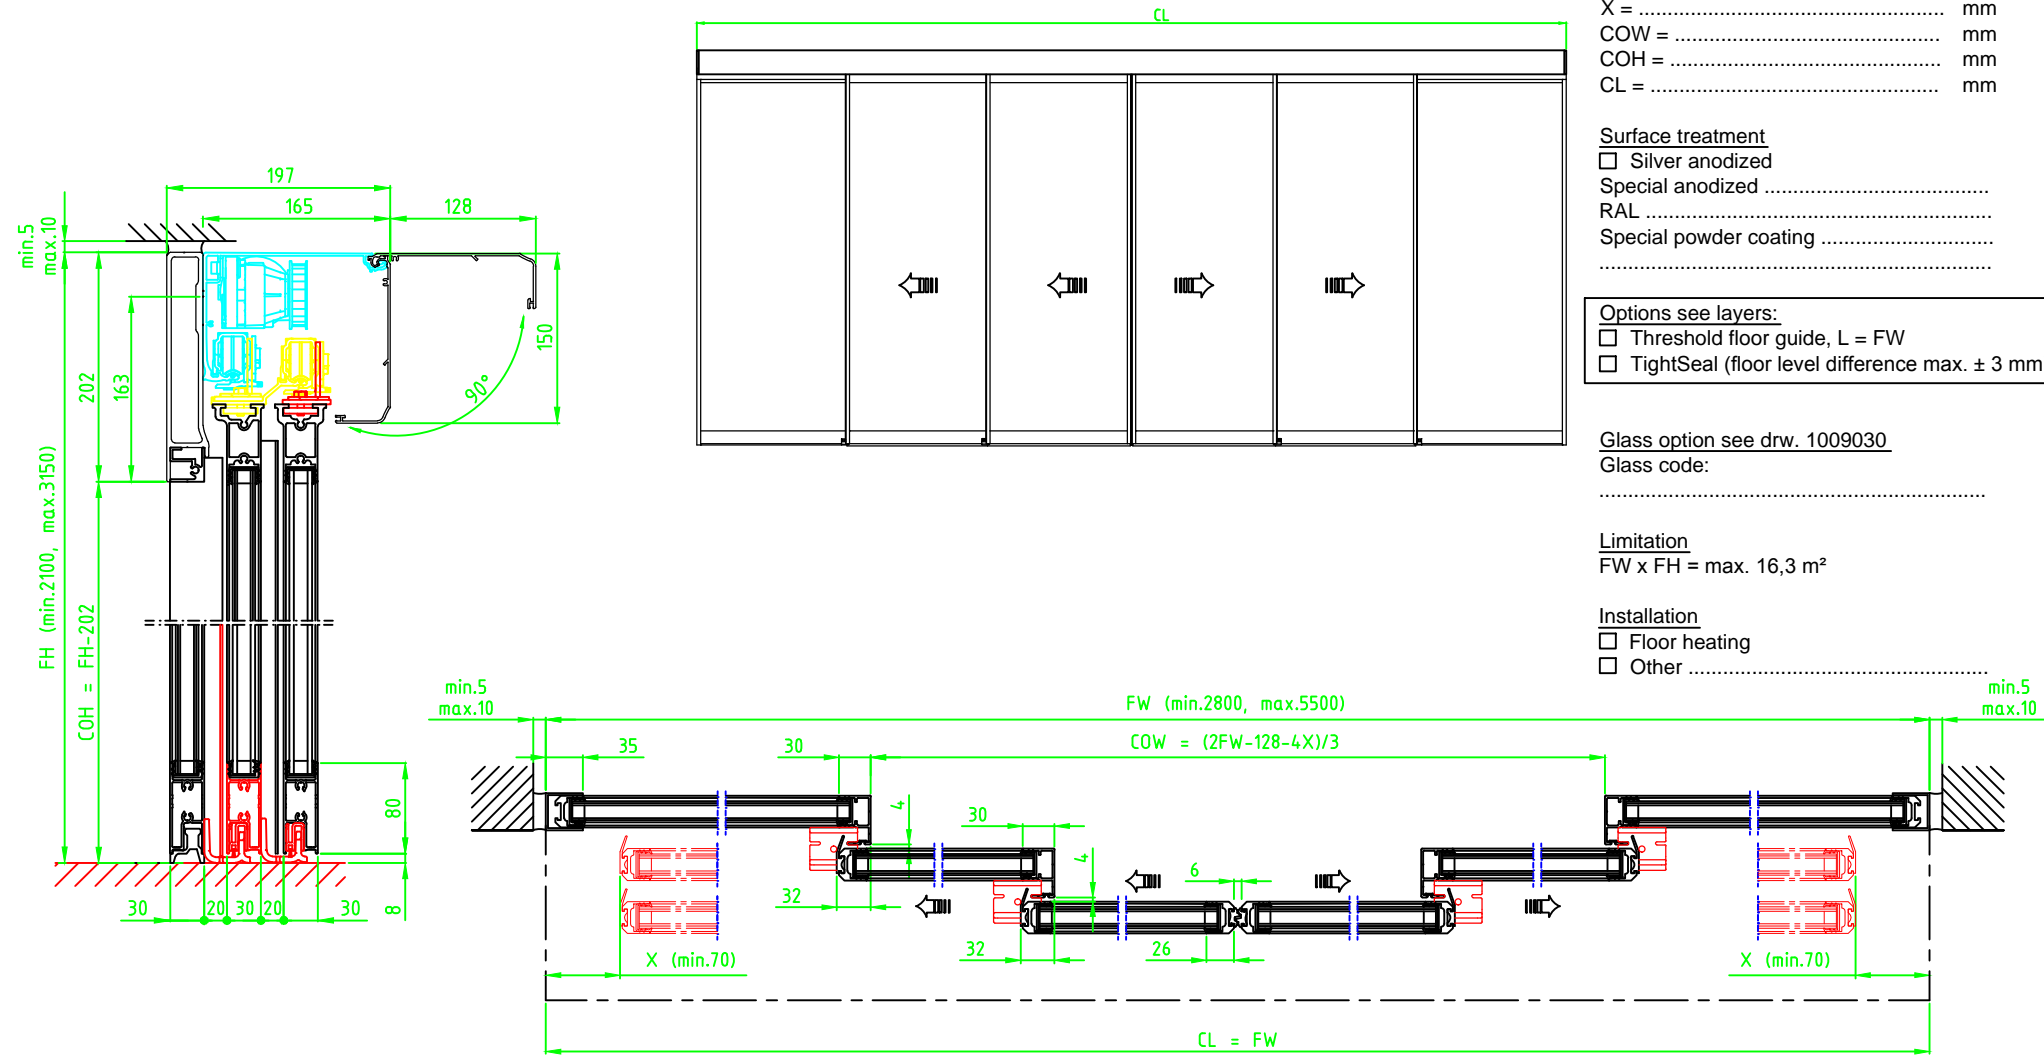 CL
X = ........................................................ mm
COW = ................................................ mm
COH = ................................................. mm
CL = .................................................... mm
Surface treatment
Silver anodized
Special anodized .........................................
RAL ...............................................................
Special powder coating ...............................
........................................................................
Options see layers:
Threshold floor guide, L = FW
TightSeal (floor level difference max. ± 3 mm
Glass option see drw. 1009030
Glass code:
.......................................................................
Limitation
FW x FH = max. 16,3 m²
Installation
Floor heating
Other ......................................................
197
165
128
min.5
max.10
202
163
150
90°
FH (min.2100, max.3150)
COH = FH-202
80
8
30
20
30
20
30
min.5
max.10
FW (min.2800, max.5500)
min.5
max.10
COW = (2FW-128-4X)/3
35
30
4
30
4
6
32
32
26
X (min.70)
X (min.70)
CL = FW